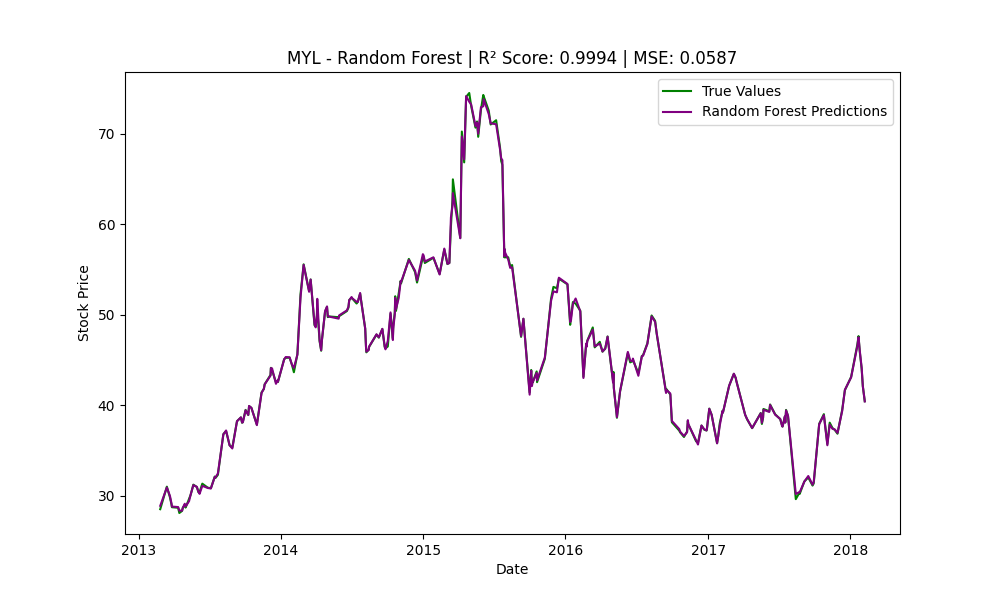 MYL - Random Forest | R² Score: 0.9994 | MSE: 0.0587
True Values
Random Forest Predictions
Stock Price
70
60
50
40
30
2013
2014
2015
2016
2017
2018
Date